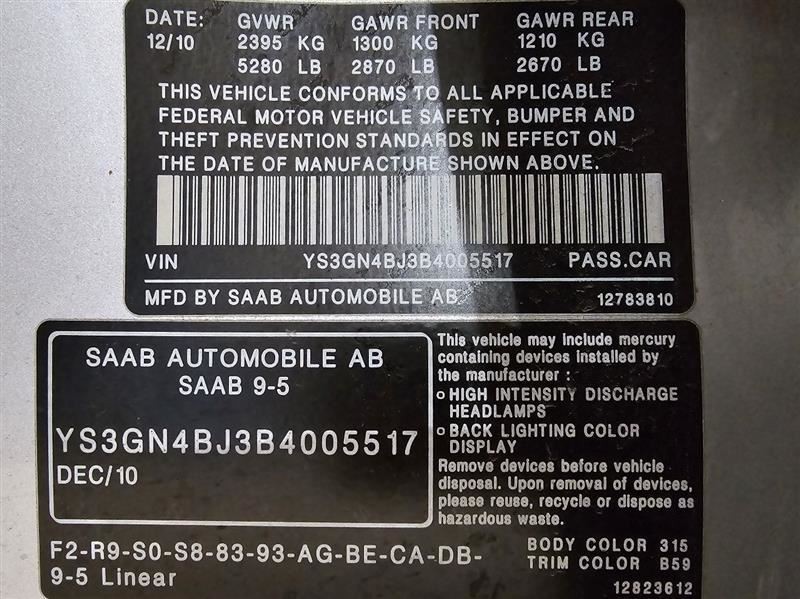 DATE: GVWR GAWR FRONT GAWR REAR
12/10 2395 KG 1300 KG 1210 KG
5280 LB 2870 LB 2670 LB
THIS VEHICLE CONFORMS TO ALL APPLICABLE
FEDERAL MOTOR VEHICLE SAFETY, BUMPER AND
THEFT PREVENTION STANDARDS IN EFFECT ON
THE DATE OF MANUFACTURE SHOWN ABOVE.
VIN YS3GN4BJ3B4005517 PASS.CAR
MFD BY SAAB AUTOMOBILE AB 12783810
SAAB AUTOMOBILE AB
SAAB 9-5
YS3GN4BJ3B4005517
DEC/10
This vehicle may include mercury
containing devices installed by
the manufacturer :
o HIGH INTENSITY DISCHARGE
HEADLAMPS
o BACK LIGHTING COLOR
DISPLAY
Remove devices before vehicle
disposal. Upon removal of devices,
please reuse, recycle or dispose as
hazardous waste.
F2-R9-S0-S8-83-93-AG-BE-CA-DB-
9-5 Linear
BODY COLOR 315
TRIM COLOR B59
12823612